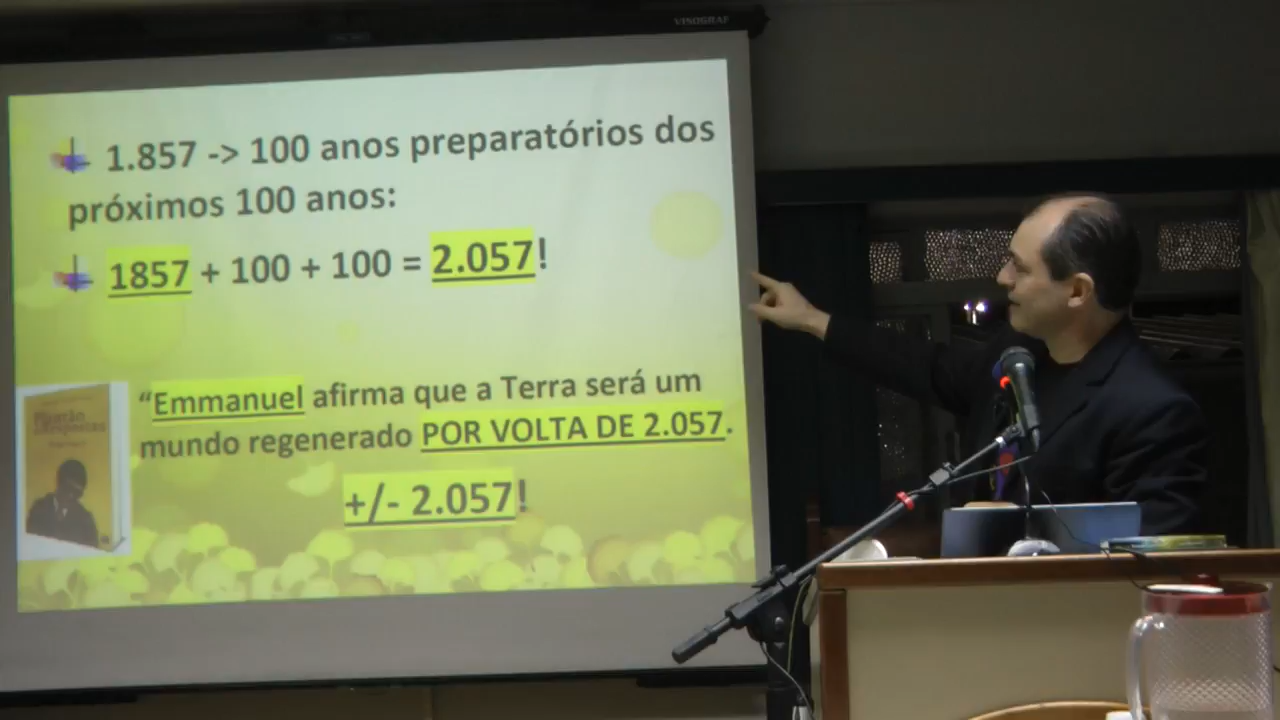 VISOGRAF
1.857 -> 100 anos preparatórios dos
próximos 100 anos:
1857 + 100 + 100 = 2.057!
“Emmanuel afirma que a Terra será um
mundo regenerado POR VOLTA DE 2.057.
+/- 2.057!